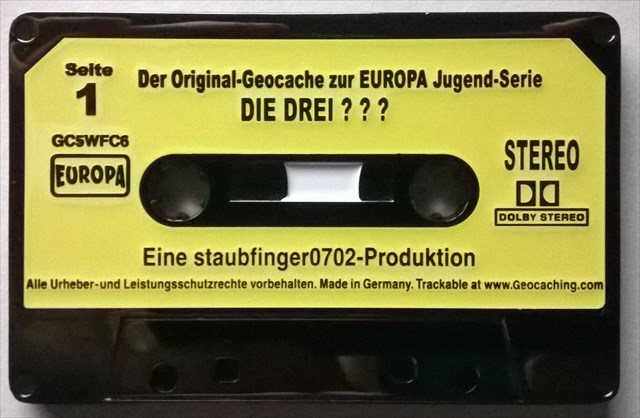 Seite
1
Der Original-Geocache zur EUROPA Jugend-Serie
DIE DREI ? ? ?
GC5WFC6
EUROPA
STEREO
DOLBY STEREO
Eine staubfinger0702-Produktion
Alle Urheber-und Leistungsschutzrechte vorbehalten. Made in Germany. Trackable at www.Geocaching.com